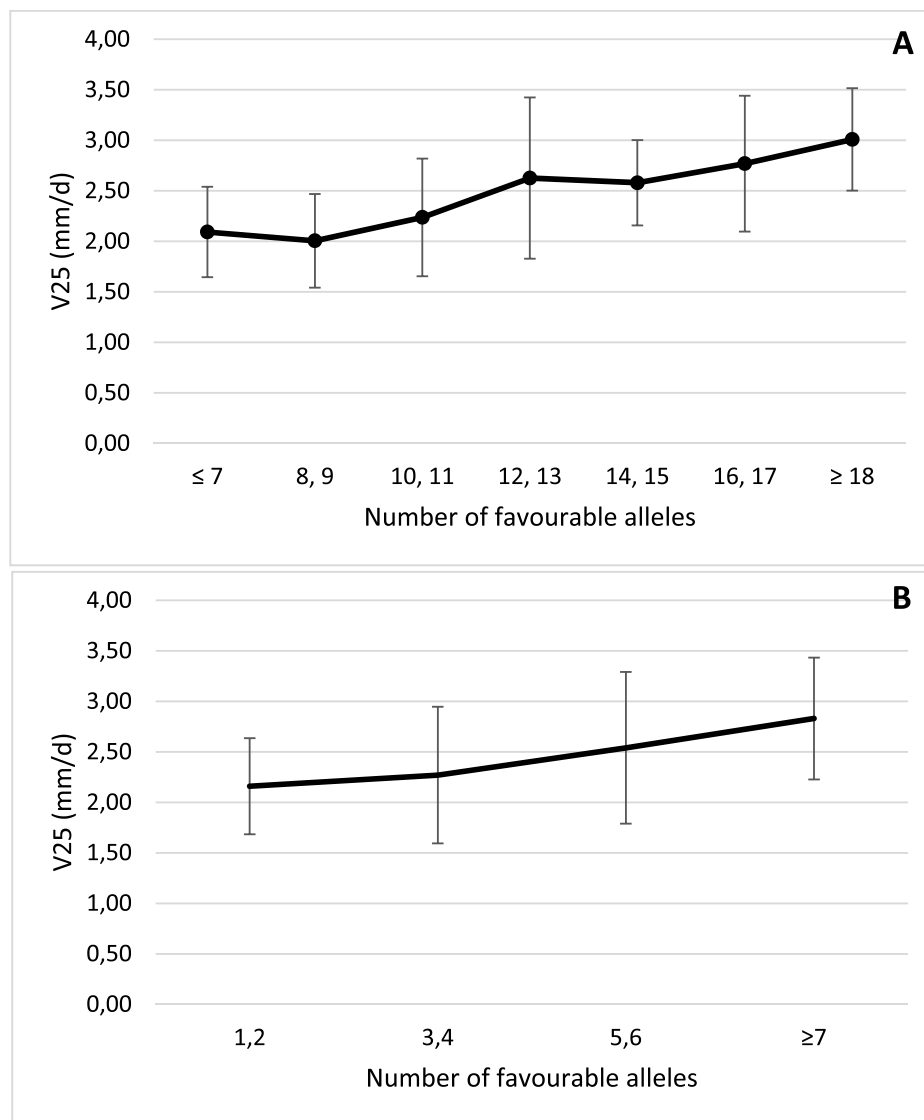 A
4,00
3,50
3,00
2,50
2,00
1,50
1,00
0,50
0,00
V25 (mm/d)
≤ 7 8, 9 10, 11 12, 13 14, 15 16, 17 ≥ 18
Number of favourable alleles
B
4,00
3,50
3,00
2,50
2,00
1,50
1,00
0,50
0,00
V25 (mm/d)
1,2 3,4 5,6 ≥7
Number of favourable alleles